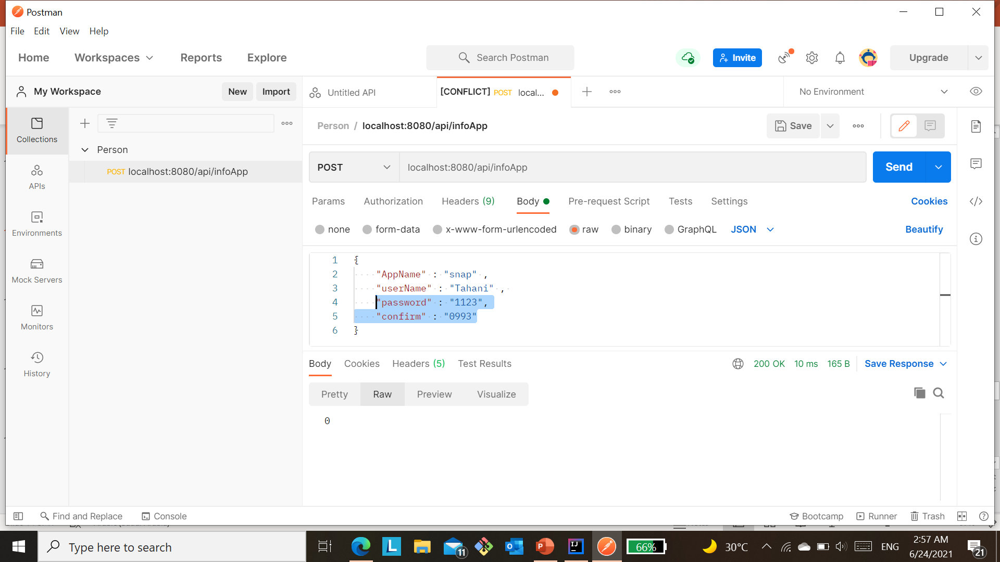 Postman
File Edit View Help
Home Workspaces Reports Explore Search Postman Invite Upgrade
My Workspace New Import Untitled API [CONFLICT] POST local... No Environment
Collections
Person / localhost:8080/api/infoApp Save
Person
POST localhost:8080/api/infoApp
POST localhost:8080/api/infoApp Send
APIs
Params Authorization Headers (9) Body Pre-request Script Tests Settings Cookies
Environments
none form-data x-www-form-urlencoded raw binary GraphQL JSON Beautify
1 {
2 "AppName" : "snap" ,
3 "userName" : "Tahani" ,
4 "password" : "1123",
5 "confirm" : "0993"
6 }
Mock Servers
Monitors
History
Body Cookies Headers (5) Test Results 200 OK 10 ms 165 B Save Response
Pretty Raw Preview Visualize
0
Find and Replace Console Bootcamp Runner Trash
Type here to search 11 66% 30°C ENG 2:57 AM
6/24/2021 21